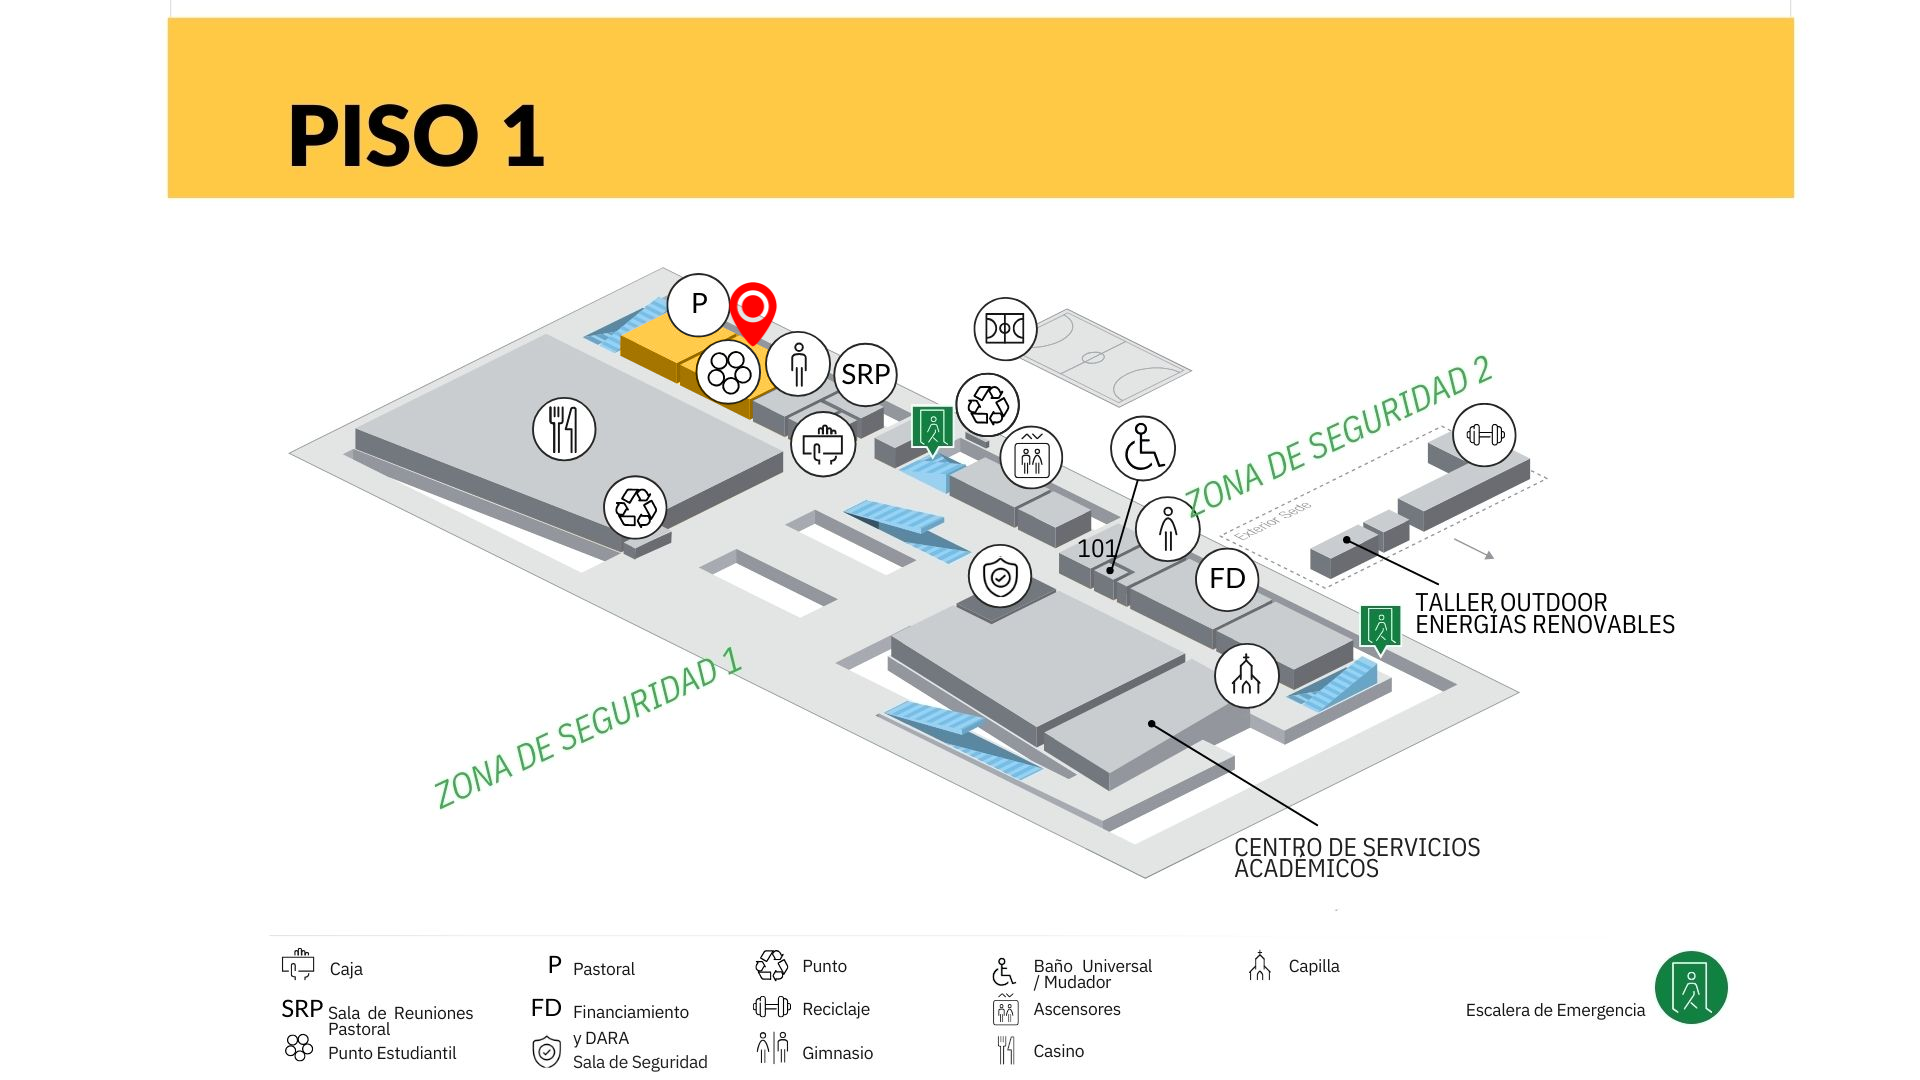 PISO 1
P
SRP
ZONA DE SEGURIDAD 2
101
Exterior Sede
FD
TALLER OUTDOOR
ENERGÍAS RENOVABLES
ZONA DE SEGURIDAD 1
CENTRO DE SERVICIOS
ACADÉMICOS
Caja
SRP Sala de Reuniones
Pastoral
Punto Estudiantil
P Pastoral
FD Financiamiento
y DARA
Sala de Seguridad
Punto
Reciclaje
Gimnasio
Baño Universal
/ Mudador
Ascensores
Casino
Capilla
Escalera de Emergencia